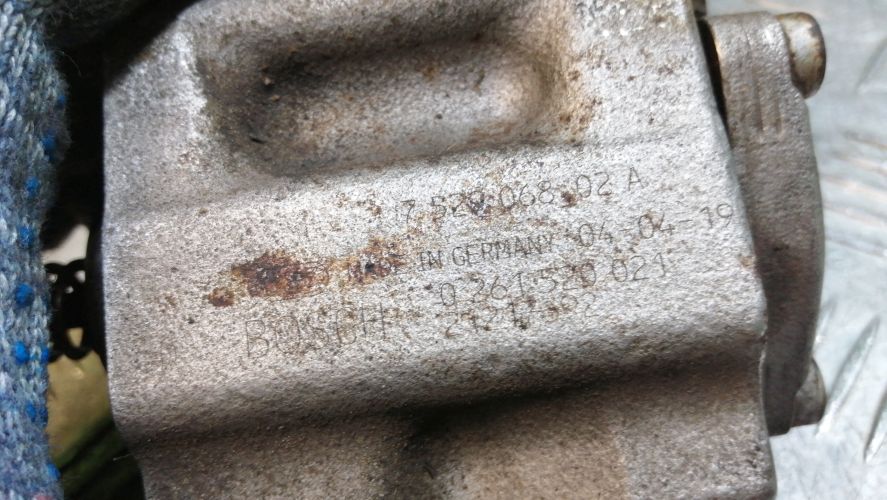 7.520.068.02 A
MADE IN GERMANY 04-04-19
0 261 520 021
BOSCH